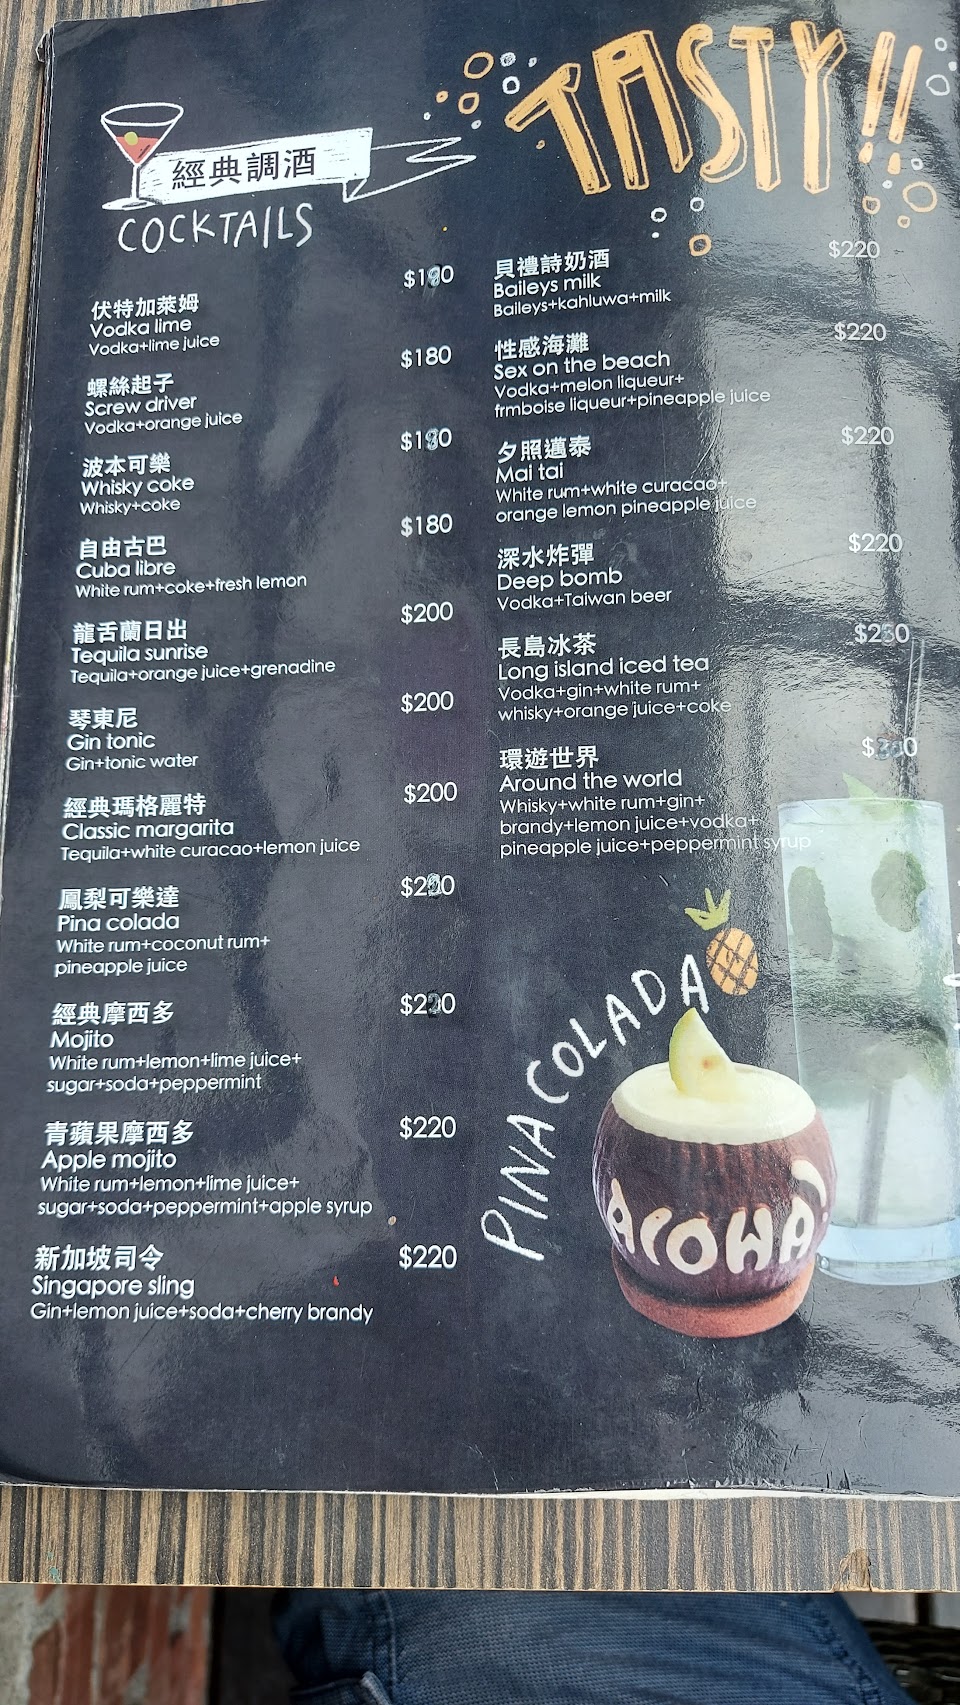 TASTY!!
經典調酒
COCKTAILS
伏特加萊姆
Vodka lime
Vodka+lime juice
螺絲起子 $180
Screw driver
Vodka+orange juice
波本可樂
Whisky coke
Whisky+coke
自由古巴 $180
Cuba libre
White rum+coke+fresh lemon
龍舌蘭日出 $200
Tequila sunrise
Tequila+orange juice+grenadine
琴東尼 $200
Gin tonic
Gin+tonic water
經典瑪格麗特 $200
Classic margarita
Tequila+white curacao+lemon juice
鳳梨可樂達
Pina colada
White rum+coconut rum+
pineapple juice
經典摩西多
Mojito
White rum+lemon+lime juice+
sugar+soda+peppermint
青蘋果摩西多 $220
Apple mojito
White rum+lemon+lime juice+
sugar+soda+peppermint+apple syrup
新加坡司令 $220
Singapore sling
Gin+lemon juice+soda+cherry brandy
貝禮詩奶酒 $220
Baileys milk
Baileys+kahluwa+milk
性感海灘 $220
Sex on the beach
Vodka+melon liqueur+
frmboise liqueur+pineapple juice
夕照邁泰 $220
Mai tai
White rum+white curacao+
orange lemon pineapple juice
深水炸彈 $220
Deep bomb
Vodka+Taiwan beer
長島冰茶
Long island iced tea
Vodka+gin+white rum+
whisky+orange juice+coke
環遊世界
Around the world
Whisky+white rum+gin+
brandy+lemon juice+vodka+
pineapple juice+peppermint syrup
PINA COLADA
ALOHA